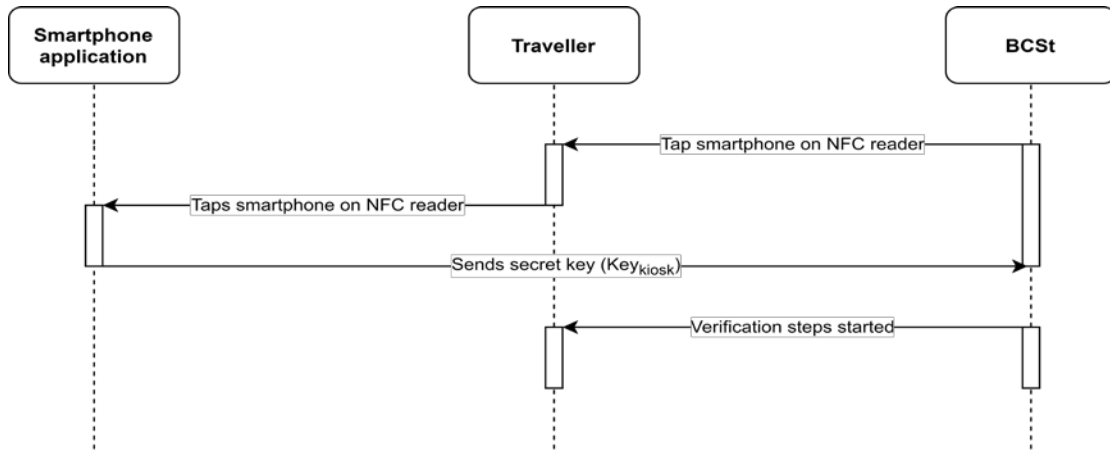 Smartphone
application
Traveller
BCSt
Tap smartphone on NFC reader
Taps smartphone on NFC reader
Sends secret key (Keykiosk)
Verification steps started